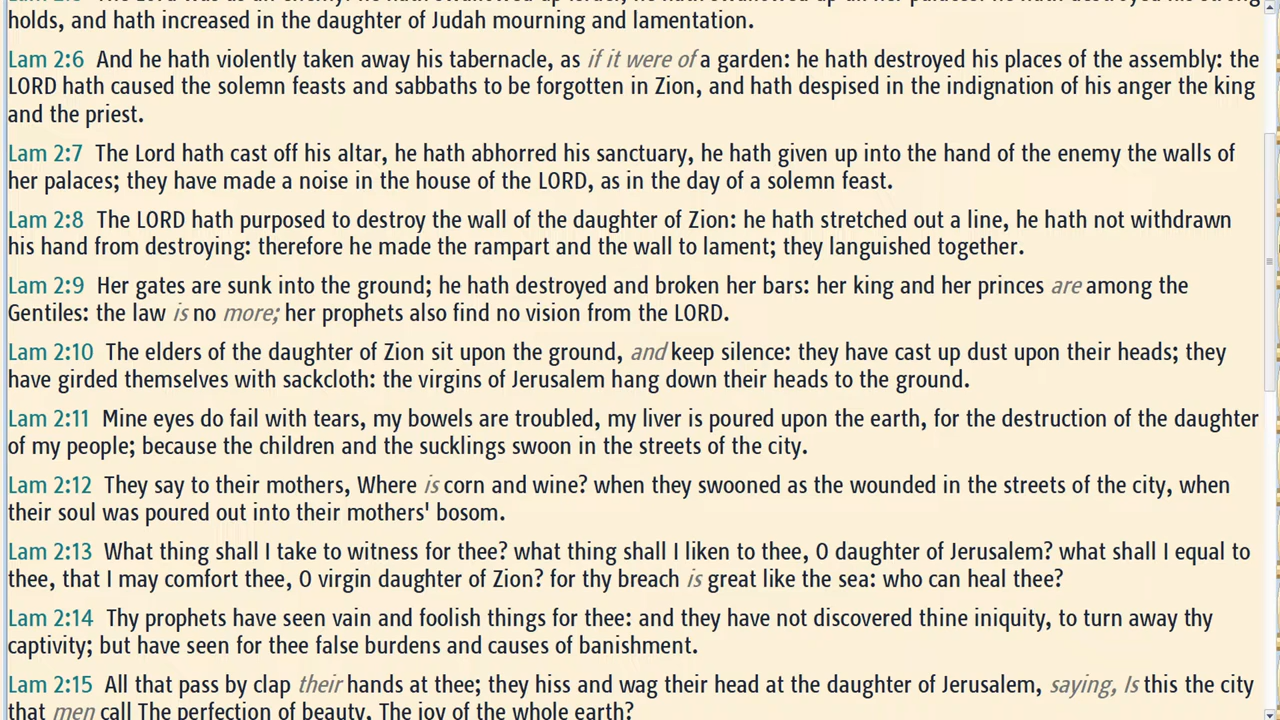 holds, and hath increased in the daughter of Judah mourning and lamentation.
Lam 2:6 And he hath violently taken away his tabernacle, as if it were of a garden: he hath destroyed his places of the assembly: the
LORD hath caused the solemn feasts and sabbaths to be forgotten in Zion, and hath despised in the indignation of his anger the king
and the priest.
Lam 2:7 The Lord hath cast off his altar, he hath abhorred his sanctuary, he hath given up into the hand of the enemy the walls of
her palaces; they have made a noise in the house of the LORD, as in the day of a solemn feast.
Lam 2:8 The LORD hath purposed to destroy the wall of the daughter of Zion: he hath stretched out a line, he hath not withdrawn
his hand from destroying: therefore he made the rampart and the wall to lament; they languished together.
Lam 2:9 Her gates are sunk into the ground; he hath destroyed and broken her bars: her king and her princes are among the
Gentiles: the law is no more; her prophets also find no vision from the LORD.
Lam 2:10 The elders of the daughter of Zion sit upon the ground, and keep silence: they have cast up dust upon their heads; they
have girded themselves with sackcloth: the virgins of Jerusalem hang down their heads to the ground.
Lam 2:11 Mine eyes do fail with tears, my bowels are troubled, my liver is poured upon the earth, for the destruction of the daughter
of my people; because the children and the sucklings swoon in the streets of the city.
Lam 2:12 They say to their mothers, Where is corn and wine? when they swooned as the wounded in the streets of the city, when
their soul was poured out into their mothers' bosom.
Lam 2:13 What thing shall I take to witness for thee? what thing shall I liken to thee, O daughter of Jerusalem? what shall I equal to
thee, that I may comfort thee, O virgin daughter of Zion? for thy breach is great like the sea: who can heal thee?
Lam 2:14 Thy prophets have seen vain and foolish things for thee: and they have not discovered thine iniquity, to turn away thy
captivity; but have seen for thee false burdens and causes of banishment.
Lam 2:15 All that pass by clap their hands at thee; they hiss and wag their head at the daughter of Jerusalem, saying, Is this the city
that men call The perfection of beauty, The joy of the whole earth?